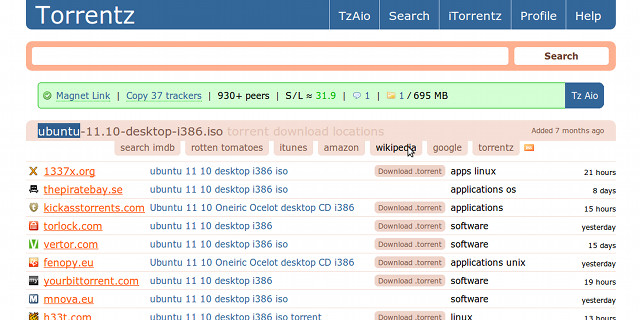 Torrentz TzAio Search iTorrentz Profile Help
Search
Magnet Link | Copy 37 trackers | 930+ peers | S/L ≈ 31.9 | 1 | 1 / 695 MB Tz Aio
ubuntu-11.10-desktop-i386.iso torrent download locations Added 7 months ago
search imdb rotten tomatoes itunes amazon wikipedia google torrentz
1337x.org ubuntu 11 10 desktop i386 iso Download .torrent apps linux 21 hours
thepiratebay.se ubuntu 11 10 desktop i386 iso applications os 8 days
kickasstorrents.com Ubuntu 11 10 Oneiric Ocelot desktop CD i386 Download .torrent applications 15 hours
torlock.com ubuntu 11 10 desktop i386 iso Download .torrent software yesterday
vertor.com ubuntu 11 10 desktop i386 iso Download .torrent software 15 days
fenopy.eu Ubuntu 11 10 Oneiric Ocelot desktop CD i386 Download .torrent applications unix yesterday
yourbittorrent.com ubuntu 11 10 desktop i386 iso Download .torrent software 19 hours
mnova.eu ubuntu 11 10 desktop i386 iso software yesterday
h33t.com ubuntu 11 10 desktop i386 iso torrent Download .torrent linux 13 hours